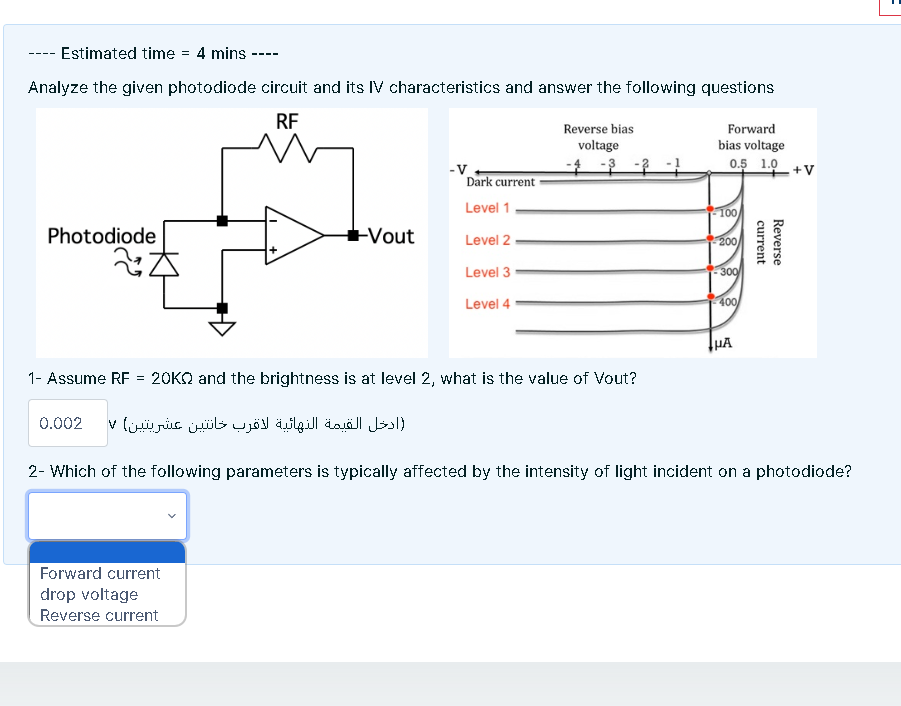 ---- Estimated time = 4 mins ----
Analyze the given photodiode circuit and its IV characteristics and answer the following questions
RF
Photodiode
-
+
Vout
Reverse bias
voltage
Forward
bias voltage
-V
-4 -3 -2 -1
0.5 1.0
+V
Dark current
Level 1
-100
Level 2
-200
Level 3
-300
Level 4
-400
Reverse
current
µA
1- Assume RF = 20KΩ and the brightness is at level 2, what is the value of Vout?
0.002 v (ادخل القيمة النهائية لاقرب خانتين عشريتين)
2- Which of the following parameters is typically affected by the intensity of light incident on a photodiode?
Forward current
drop voltage
Reverse current